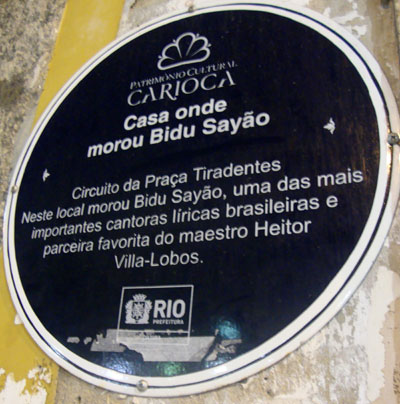 PATRIMÔNIO CULTURAL
CARIOCA
Casa onde
morou Bidu Sayão
Circuito da Praça Tiradentes
Neste local morou Bidu Sayão, uma das mais
importantes cantoras líricas brasileiras e
parceira favorita do maestro Heitor
Villa-Lobos.
RIO
PREFEITURA